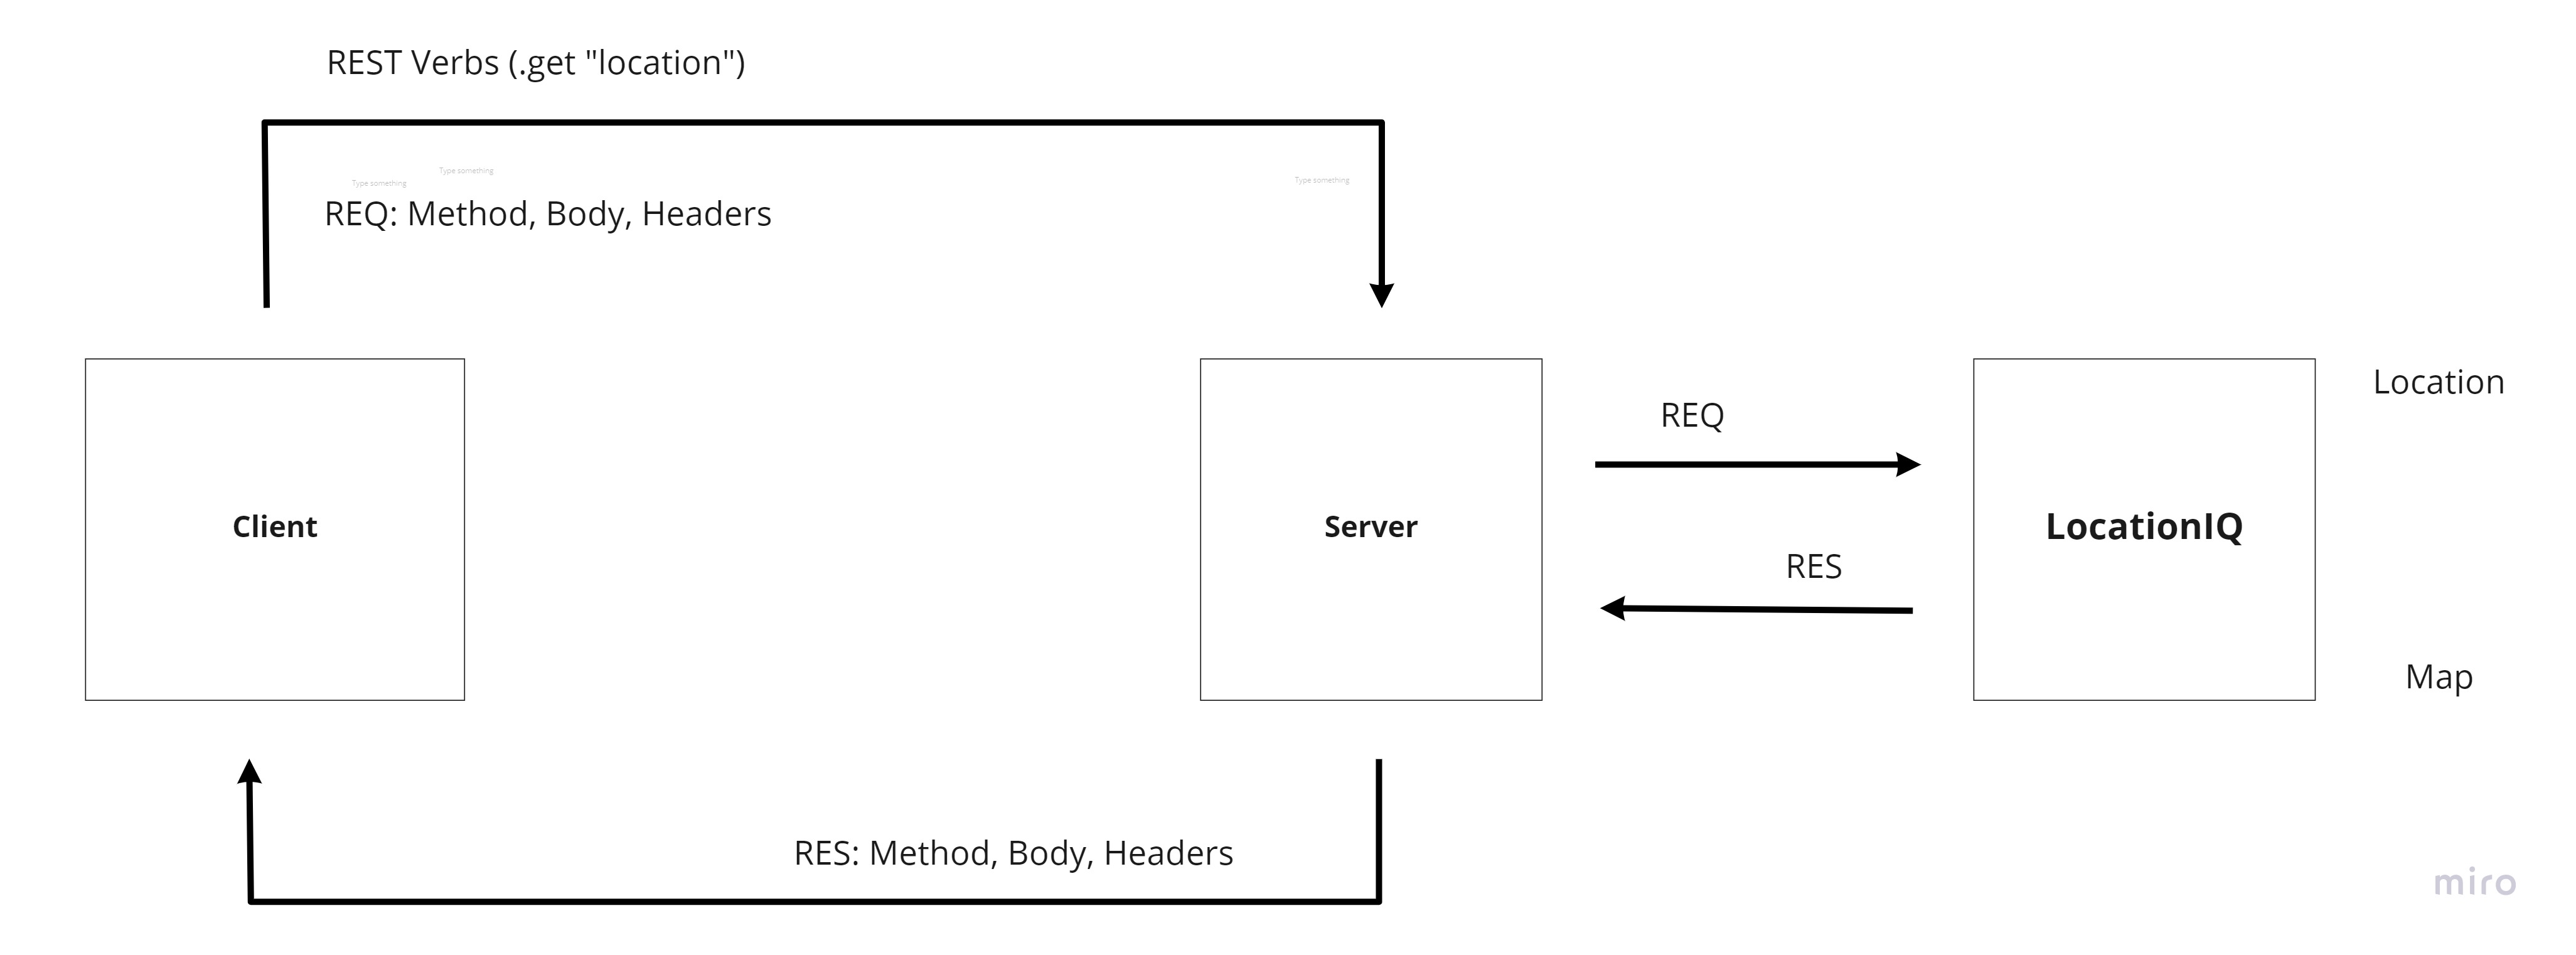 REST Verbs (.get "location")
Type something
Type something
Type something
REQ: Method, Body, Headers
Location
REQ
Client
Server
LocationIQ
RES
Map
RES: Method, Body, Headers
miro